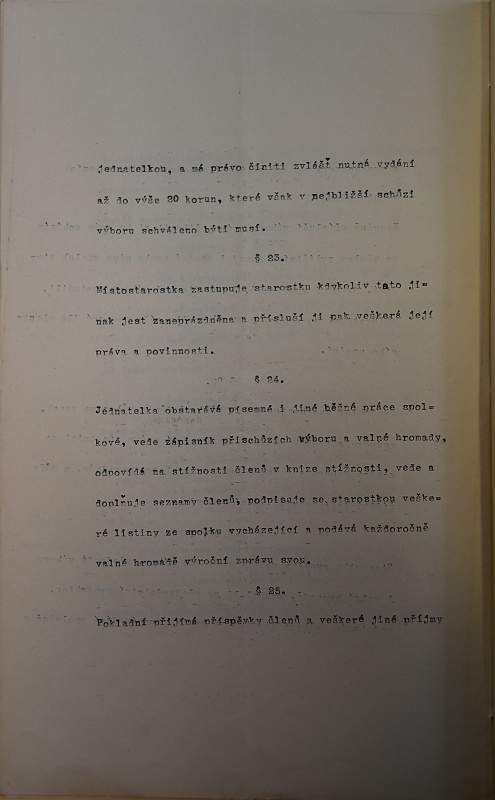 jednatelkou, a má právo činiti zvlášť nutná vydání
až do výše 20 korun, které však v nejbližší schůzi
výboru schváleno býti musí.
§ 23.
Místostarostka zastupuje starostku kdykoliv tato ji=
nak jest zaneprázdněna a přísluší jí pak veškerá její
práva a povinnosti.
§ 24.
Jednatelka obstarává písemné i jiné běžné práce spol=
kové, vede zápisník při schůzích výboru a valné hromady,
odpovídá na stížnosti členů v knize stížností, vede a
doplňuje seznamy členů, podpisuje se starostkou veške=
ré listiny ze spolku vycházející a podává každoročně
valné hromadě výroční zprávu svou.
§ 25.
Pokladní přijímá příspěvky členů a veškeré jiné příjmy